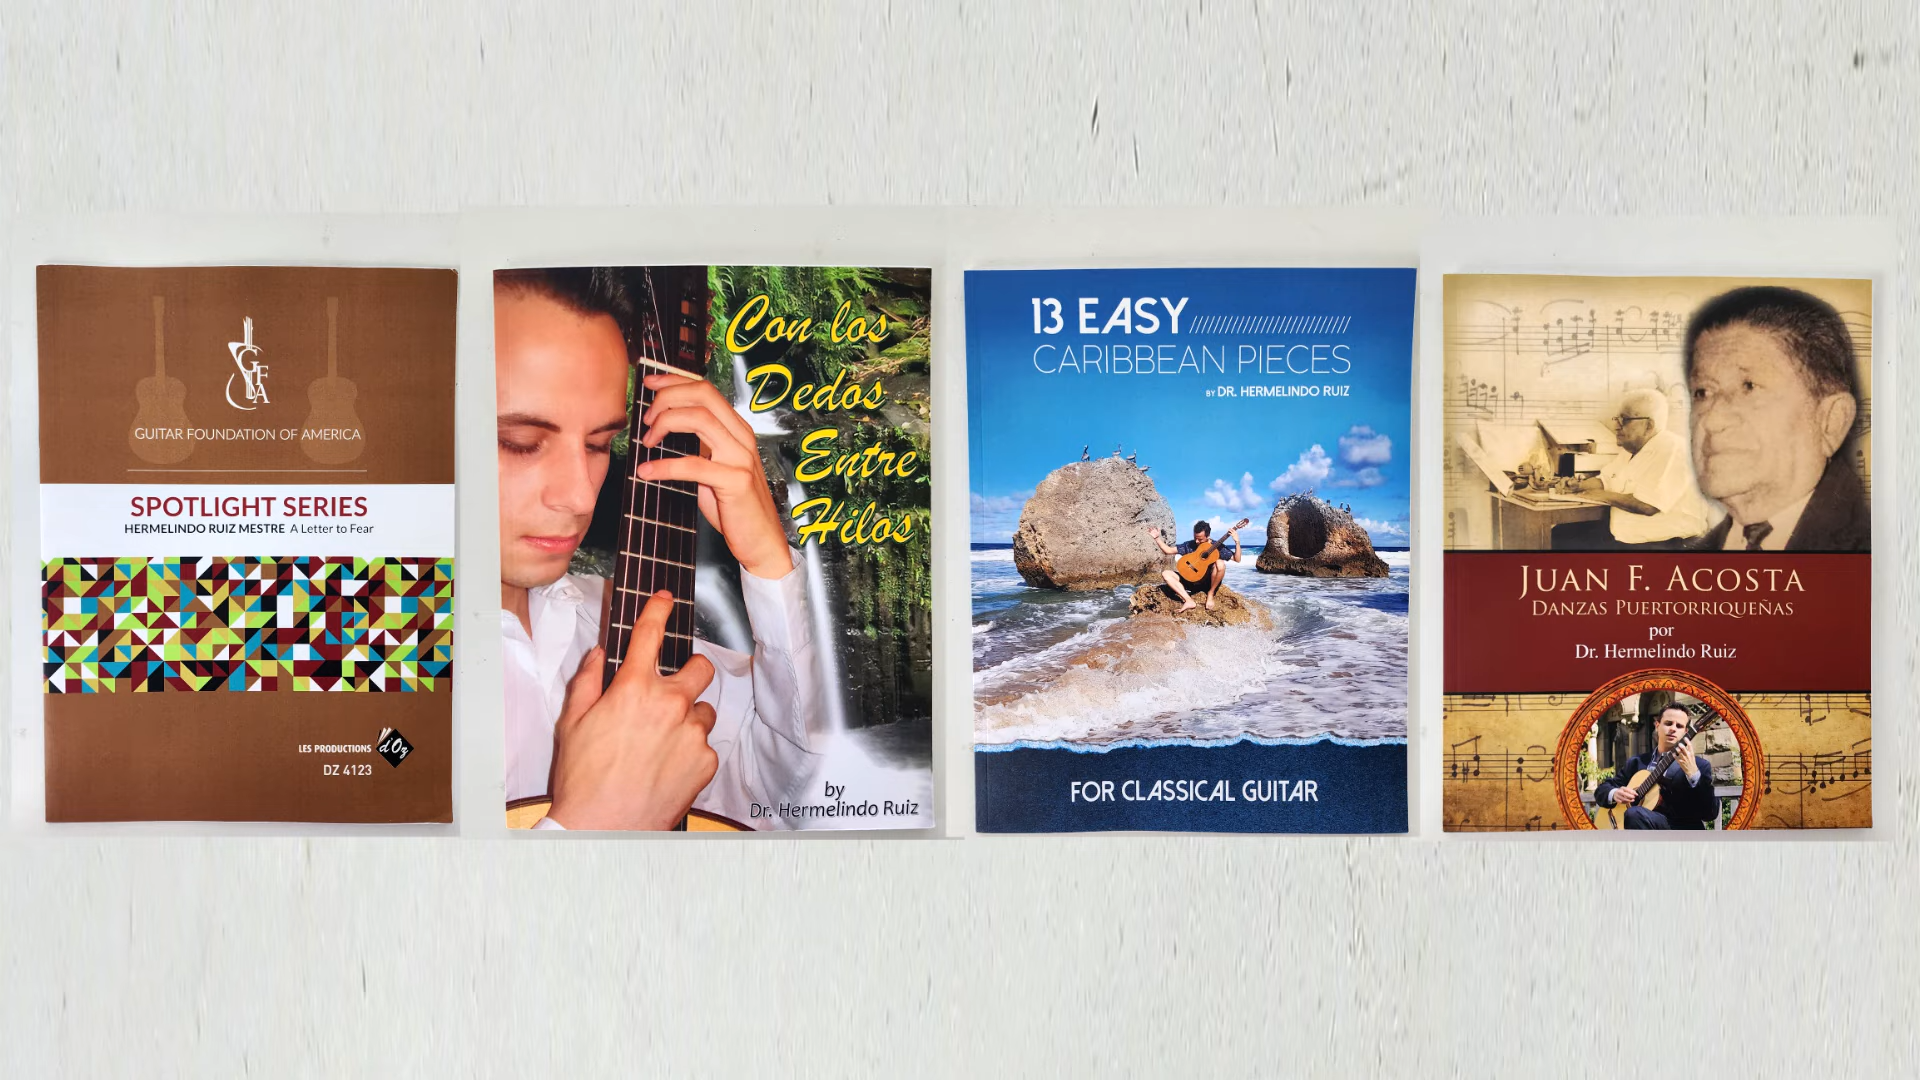 GFA
GUITAR FOUNDATION OF AMERICA
SPOTLIGHT SERIES
HERMELINDO RUIZ MESTRE A Letter to Fear
LES PRODUCTIONS d'Oz
DZ 4123
Con los
Dedos
Entre
Hilos
by
Dr. Hermelindo Ruiz
13 EASY
CARIBBEAN PIECES
BY DR. HERMELINDO RUIZ
FOR CLASSICAL GUITAR
JUAN F. ACOSTA
DANZAS PUERTORRIQUEÑAS
por
Dr. Hermelindo Ruiz